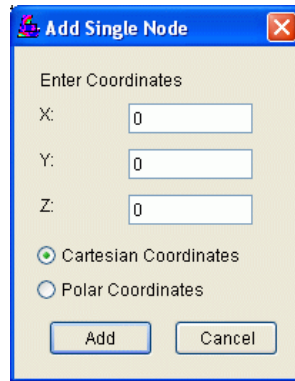 Add Single Node
Enter Coordinates
X: 0
Y: 0
Z: 0
Cartesian Coordinates
Polar Coordinates
Add Cancel